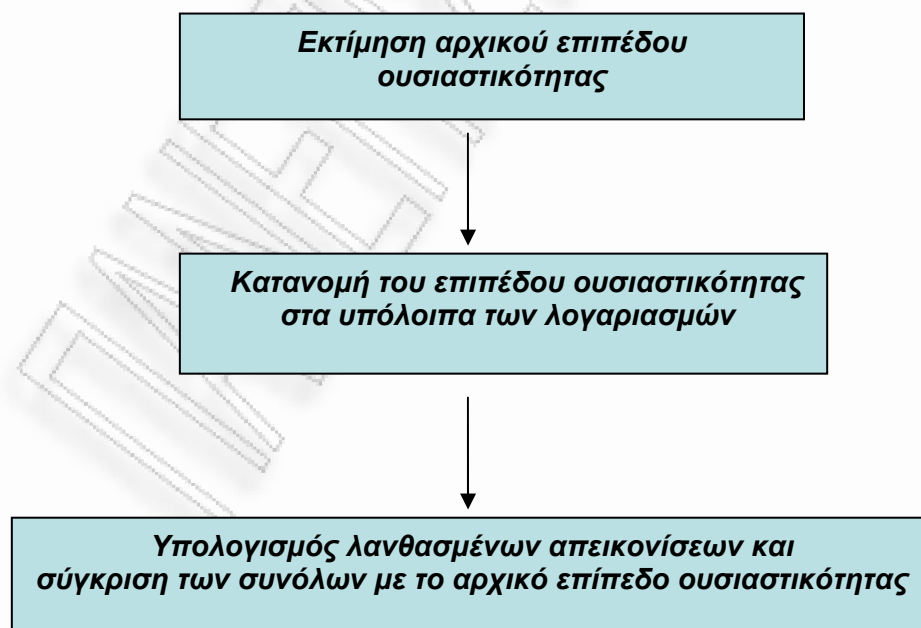 Εκτίμηση αρχικού επιπέδου
ουσιαστικότητας
Κατανομή του επιπέδου ουσιαστικότητας
στα υπόλοιπα των λογαριασμών
Υπολογισμός λανθασμένων απεικονίσεων και
σύγκριση των συνόλων με το αρχικό επίπεδο ουσιαστικότητας